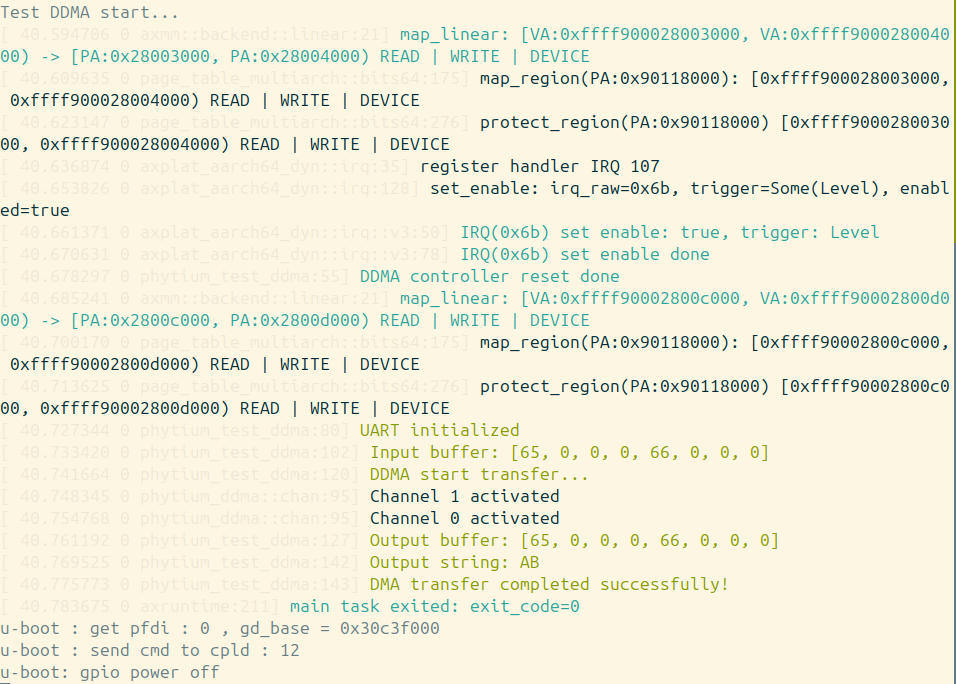 Test DDMA start...
[ 40.594706 0 axmm::backend::linear:21] map_linear: [VA:0xffff900028003000, VA:0xffff9000280040
00) -> [PA:0x28003000, PA:0x28004000) READ | WRITE | DEVICE
[ 40.609635 0 page_table_multiarch::bits64:175] map_region(PA:0x90118000): [0xffff900028003000,
 0xffff900028004000) READ | WRITE | DEVICE
[ 40.623147 0 page_table_multiarch::bits64:276] protect_region(PA:0x90118000) [0xffff9000280030
00, 0xffff900028004000) READ | WRITE | DEVICE
[ 40.636874 0 axplat_aarch64_dyn::irq:35] register handler IRQ 107
[ 40.653826 0 axplat_aarch64_dyn::irq:128] set_enable: irq_raw=0x6b, trigger=Some(Level), enabl
ed=true
[ 40.661371 0 axplat_aarch64_dyn::irq::v3:50] IRQ(0x6b) set enable: true, trigger: Level
[ 40.670631 0 axplat_aarch64_dyn::irq::v3:78] IRQ(0x6b) set enable done
[ 40.678297 0 phytium_test_ddma:55] DDMA controller reset done
[ 40.685241 0 axmm::backend::linear:21] map_linear: [VA:0xffff90002800c000, VA:0xffff90002800d0
00) -> [PA:0x2800c000, PA:0x2800d000) READ | WRITE | DEVICE
[ 40.700170 0 page_table_multiarch::bits64:175] map_region(PA:0x90118000): [0xffff90002800c000,
 0xffff90002800d000) READ | WRITE | DEVICE
[ 40.713625 0 page_table_multiarch::bits64:276] protect_region(PA:0x90118000) [0xffff90002800c0
00, 0xffff90002800d000) READ | WRITE | DEVICE
[ 40.727344 0 phytium_test_ddma:80] UART initialized
[ 40.733420 0 phytium_test_ddma:102] Input buffer: [65, 0, 0, 0, 66, 0, 0, 0]
[ 40.741664 0 phytium_test_ddma:120] DDMA start transfer...
[ 40.748345 0 phytium_ddma::chan:95] Channel 1 activated
[ 40.754768 0 phytium_ddma::chan:95] Channel 0 activated
[ 40.761192 0 phytium_test_ddma:127] Output buffer: [65, 0, 0, 0, 66, 0, 0, 0]
[ 40.769525 0 phytium_test_ddma:142] Output string: AB
[ 40.775773 0 phytium_test_ddma:143] DMA transfer completed successfully!
[ 40.783675 0 axruntime:211] main task exited: exit_code=0
u-boot : get pfdi : 0 , gd_base = 0x30c3f000
u-boot : send cmd to cpld : 12
u-boot: gpio power off